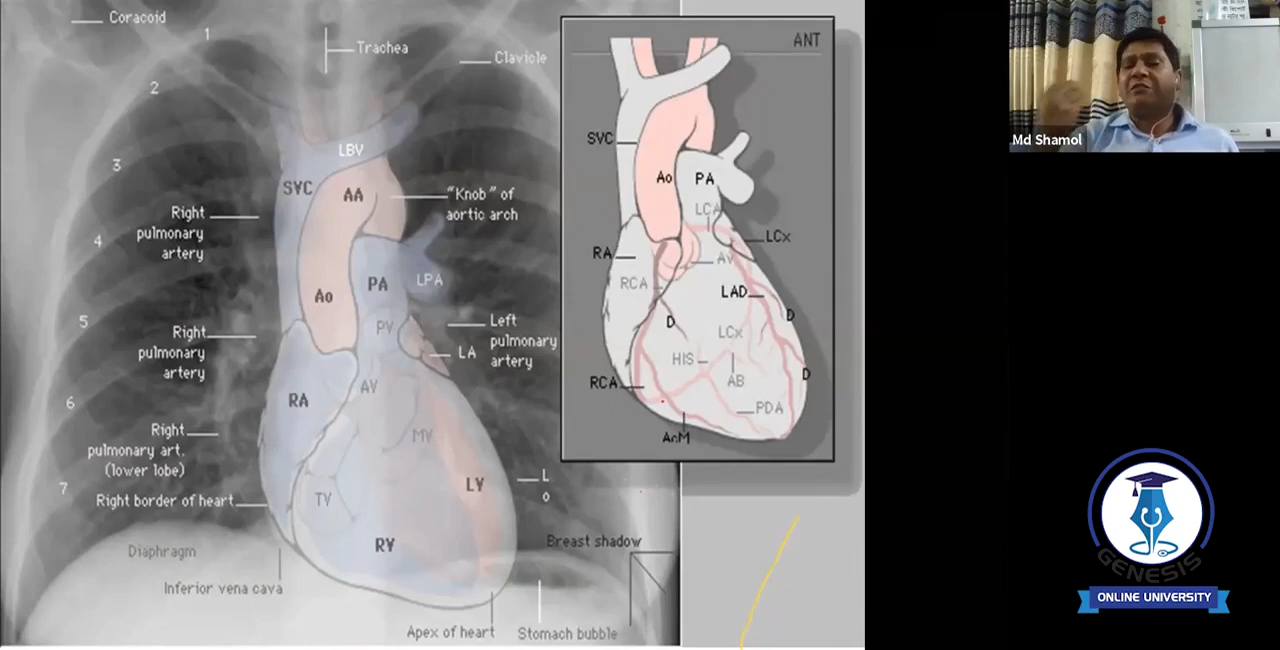 Coracoid
1
Trachea
Clavicle
2
LBV
3
SVC
AA
"Knob" of
aortic arch
Right
pulmonary
artery
4
LPA
PA
Ao
5
PV
Left
pulmonary
artery
Right
pulmonary
artery
LA
AV
RA
6
Right
pulmonary art.
(lower lobe)
MV
7
LV
L
o
Right border of heart
TV
RV
Diaphragm
Breast shadow
Inferior vena cava
Apex of heart
Stomach bubble
ANT
SVC
Ao
PA
LCA
LCx
RA
AV
RCA
LAD
D
D
LCx
HIS
D
RCA
AB
PDA
AcM
Md Shamol
GENESIS
ONLINE UNIVERSITY